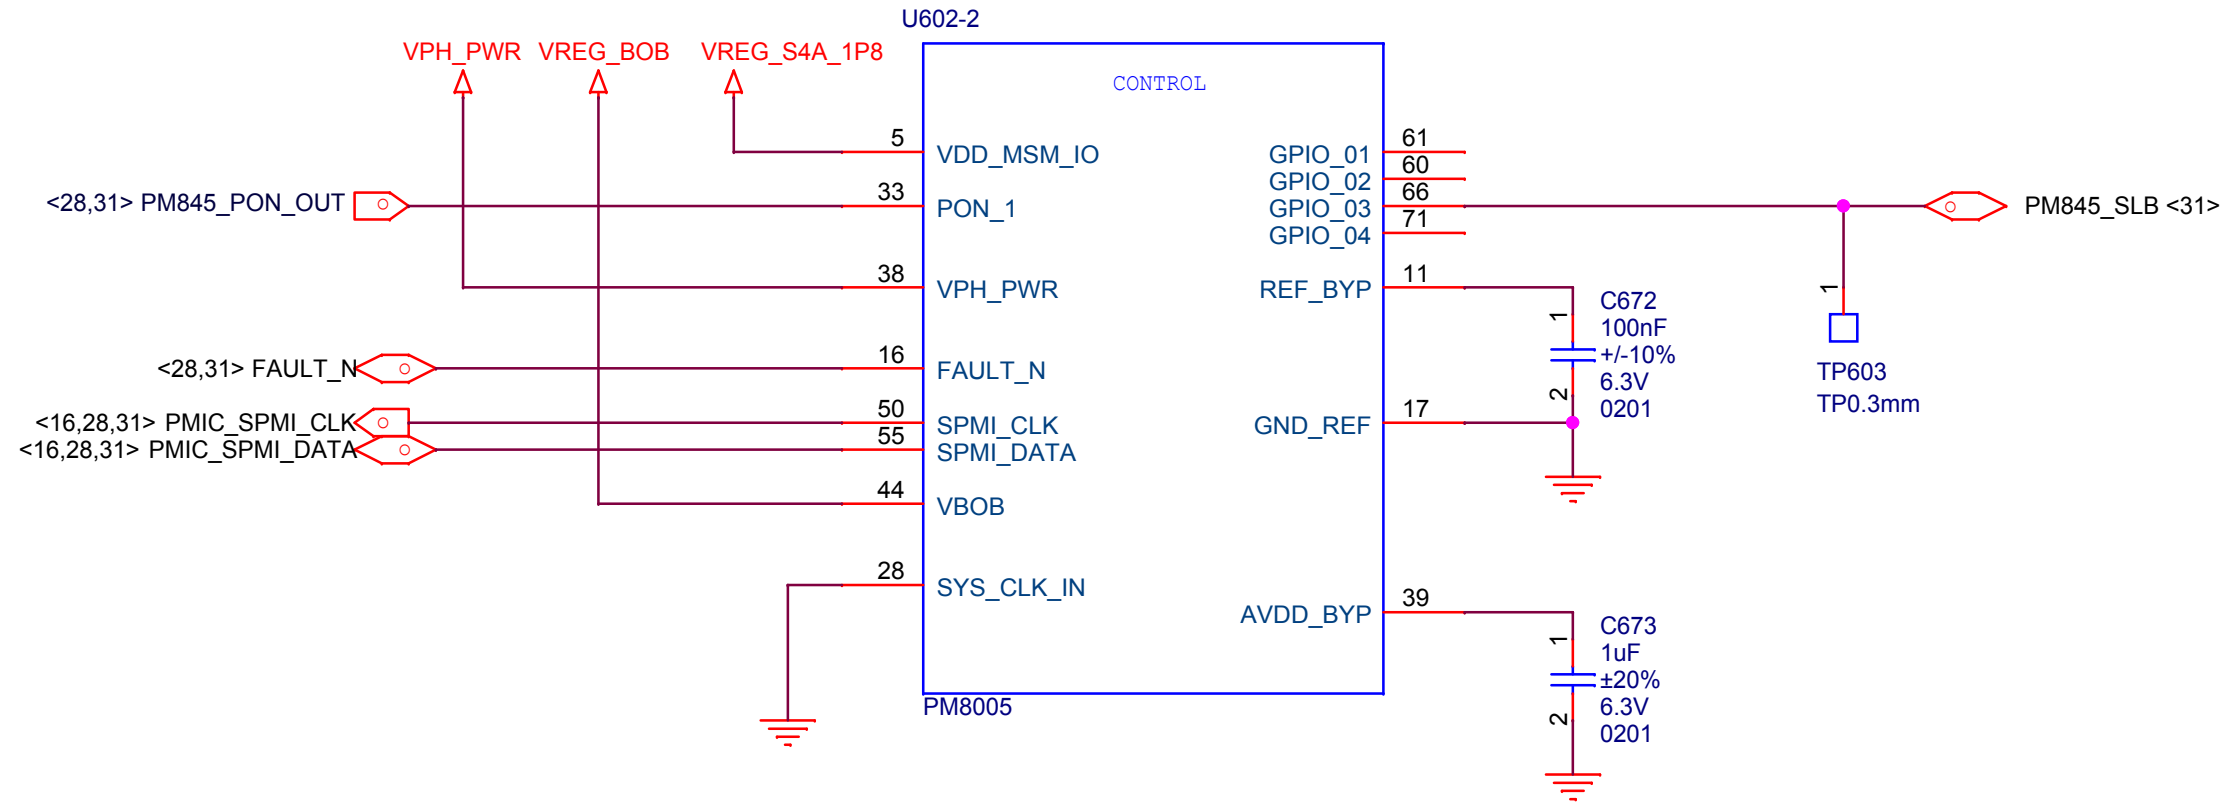 U602-2
VPH_PWR VREG_BOB VREG_S4A_1P8
CONTROL
5 VDD_MSM_IO
<28,31> PM845_PON_OUT 33 PON_1
38 VPH_PWR
<28,31> FAULT_N 16 FAULT_N
<16,28,31> PMIC_SPMI_CLK 50 SPMI_CLK
<16,28,31> PMIC_SPMI_DATA 55 SPMI_DATA
44 VBOB
28 SYS_CLK_IN
GPIO_01 61
GPIO_02 60
GPIO_03 66 PM845_SLB <31>
GPIO_04 71
REF_BYP 11
GND_REF 17
AVDD_BYP 39
1
C672
100nF
+/-10%
6.3V
0201
2
1
TP603
TP0.3mm
1
C673
1uF
±20%
6.3V
0201
2
PM8005